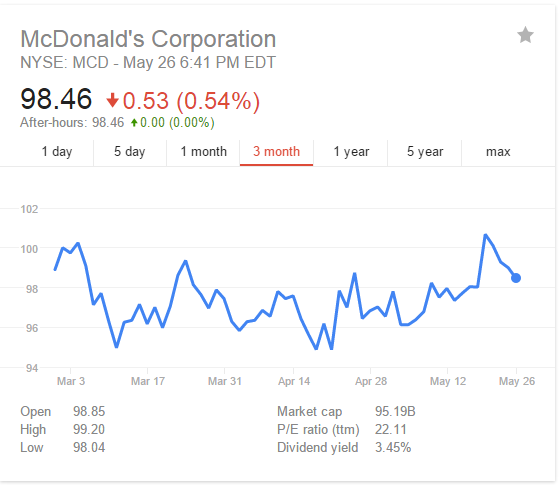 McDonald's Corporation
NYSE: MCD - May 26 6:41 PM EDT
98.46 0.53 (0.54%)
After-hours: 98.46 0.00 (0.00%)
1 day 5 day 1 month 3 month 1 year 5 year max
102
100
98
96
94
Mar 3 Mar 17 Mar 31 Apr 14 Apr 28 May 12 May 26
Open 98.85 Market cap 95.19B
High 99.20 P/E ratio (ttm) 22.11
Low 98.04 Dividend yield 3.45%